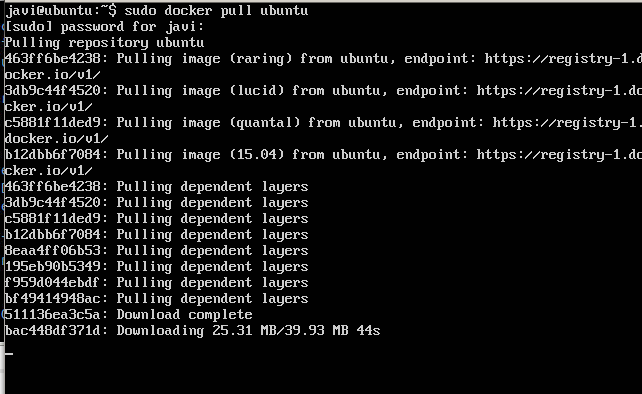 javi@ubuntu:~$ sudo docker pull ubuntu
[sudo] password for javi:
Pulling repository ubuntu
463ff6be4238: Pulling image (raring) from ubuntu, endpoint: https://registry-1.d
ocker.io/v1/
3db9c44f4520: Pulling image (lucid) from ubuntu, endpoint: https://registry-1.do
cker.io/v1/
c5881f11ded9: Pulling image (quantal) from ubuntu, endpoint: https://registry-1.
docker.io/v1/
b12dbb6f7084: Pulling image (15.04) from ubuntu, endpoint: https://registry-1.do
cker.io/v1/
463ff6be4238: Pulling dependent layers
3db9c44f4520: Pulling dependent layers
c5881f11ded9: Pulling dependent layers
b12dbb6f7084: Pulling dependent layers
8eaa4ff06b53: Pulling dependent layers
195eb90b5349: Pulling dependent layers
f959d044ebdf: Pulling dependent layers
bf49414948ac: Pulling dependent layers
511136ea3c5a: Download complete
bac448df371d: Downloading 25.31 MB/39.93 MB 44s